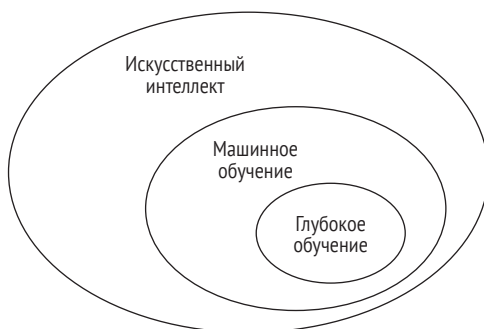 Искусственный
интеллект
Машинное
обучение
Глубокое
обучение